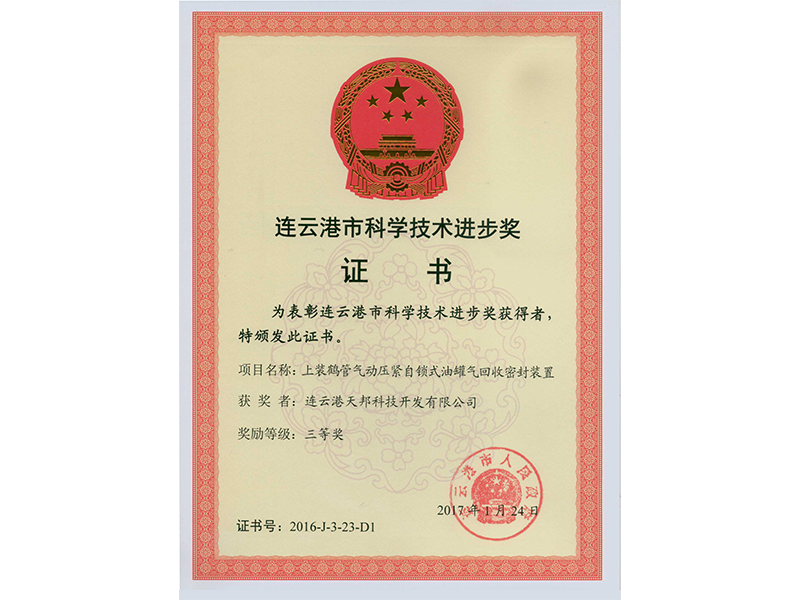 连云港市科学技术进步奖
证 书
为表彰连云港市科学技术进步奖获得者，
特颁发此证书。
项目名称：上装鹤管气动压紧自锁式油罐气回收密封装置
获 奖 者：连云港天邦科技开发有限公司
奖励等级：三等奖
连云港市人民政府
2017年1月24日
证书号：2016-J-3-23-D1